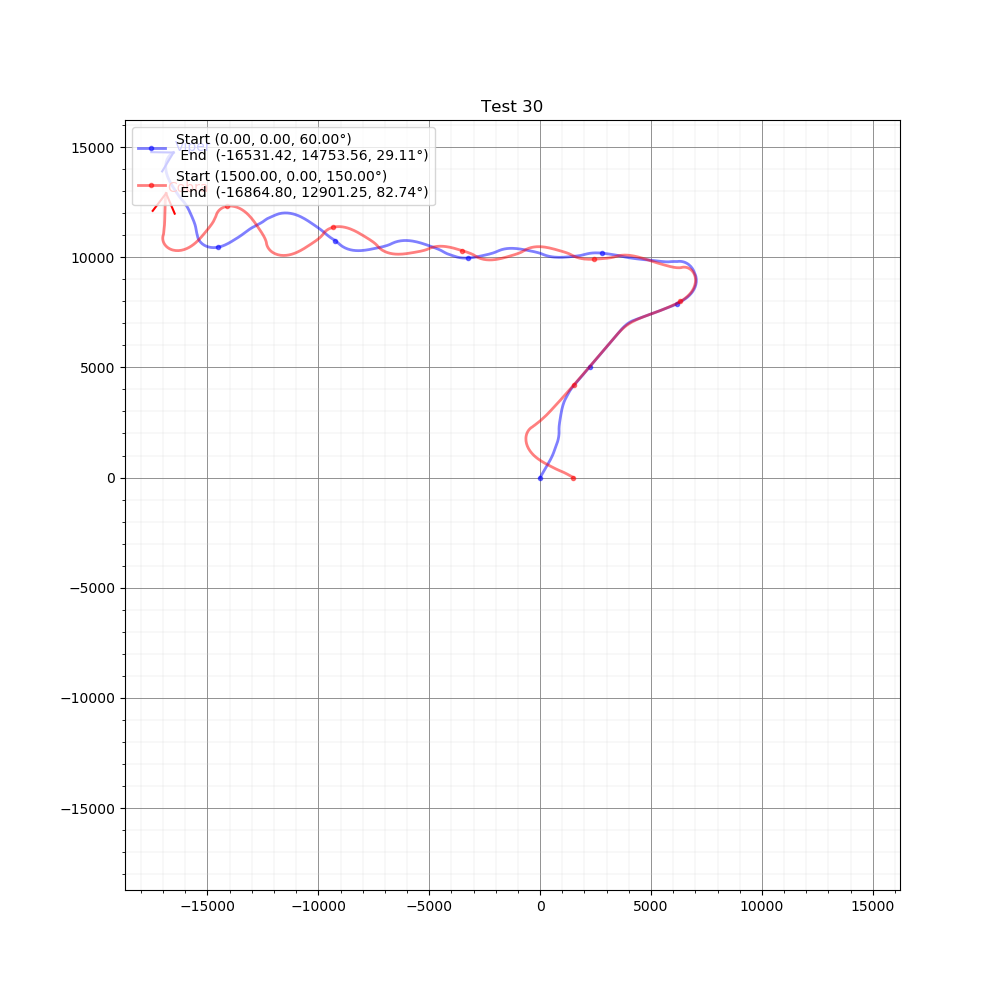 Test 30
Start (0.00, 0.00, 60.00°)
End (-16531.42, 14753.56, 29.11°)
Start (1500.00, 0.00, 150.00°)
End (-16864.80, 12901.25, 82.74°)
15000
10000
5000
0
−5000
−10000
−15000
−15000 −10000 −5000 0 5000 10000 15000